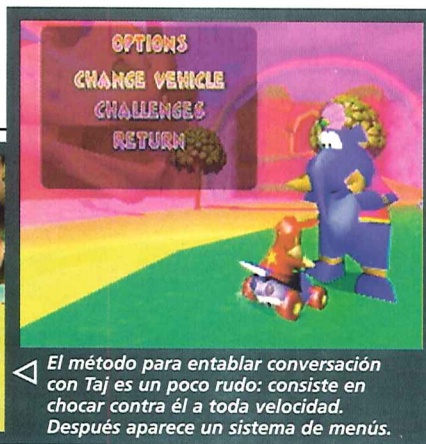 OPTIONS
CHANGE VEHICLE
CHALLENGES
RETURN
El método para entablar conversación
con Taj es un poco rudo: consiste en
chocar contra él a toda velocidad.
Después aparece un sistema de menús.